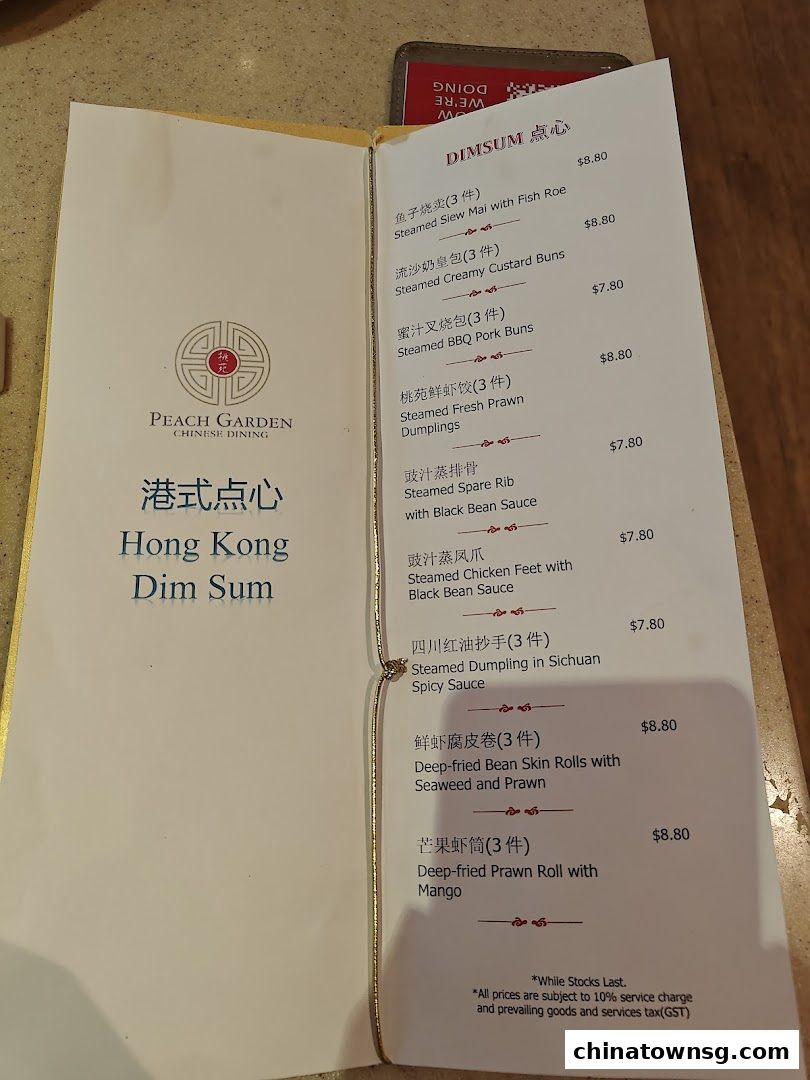 NOW
WE'RE
DOING
桃苑
PEACH GARDEN
CHINESE DINING
港式点心
Hong Kong
Dim Sum
DIMSUM 点心
$8.80
鱼子烧卖(3 件)
Steamed Siew Mai with Fish Roe
$8.80
流沙奶皇包(3 件)
Steamed Creamy Custard Buns
$7.80
蜜汁叉烧包(3 件)
Steamed BBQ Pork Buns
$8.80
桃苑鲜虾饺(3 件)
Steamed Fresh Prawn
Dumplings
$7.80
豉汁蒸排骨
Steamed Spare Rib
with Black Bean Sauce
$7.80
豉汁蒸凤爪
Steamed Chicken Feet with
Black Bean Sauce
$7.80
四川红油抄手(3 件)
Steamed Dumpling in Sichuan
Spicy Sauce
$8.80
鲜虾腐皮卷(3 件)
Deep-fried Bean Skin Rolls with
Seaweed and Prawn
$8.80
芒果虾筒(3 件)
Deep-fried Prawn Roll with
Mango
*While Stocks Last.
*All prices are subject to 10% service charge
and prevailing goods and services tax(GST)
chinatownsg.com